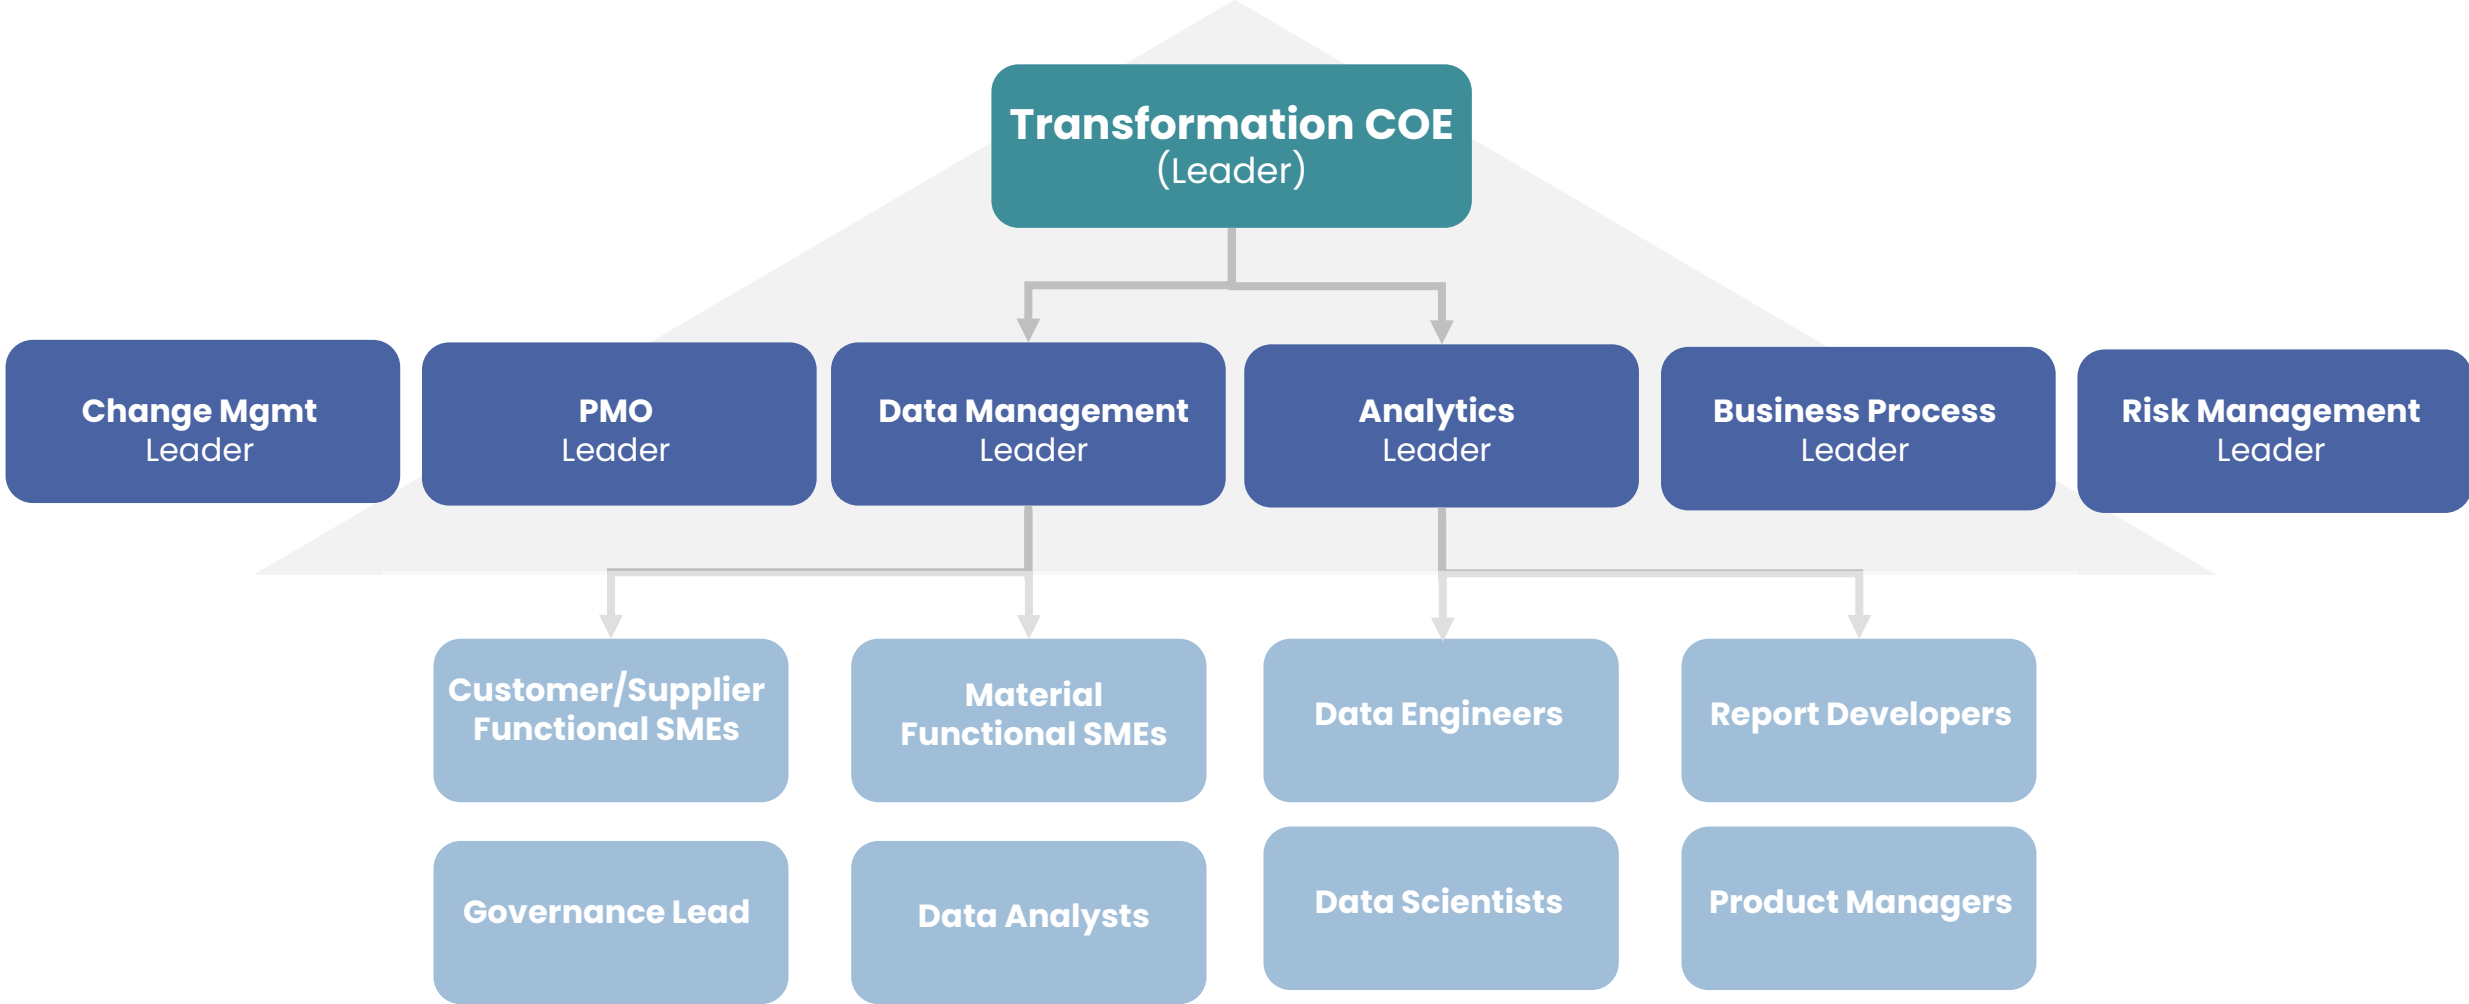 Transformation COE
(Leader)
Change Mgmt
Leader
PMO
Leader
Data Management
Leader
Analytics
Leader
Business Process
Leader
Risk Management
Leader
Customer/Supplier
Functional SMEs
Material
Functional SMEs
Data Engineers
Report Developers
Governance Lead
Data Analysts
Data Scientists
Product Managers